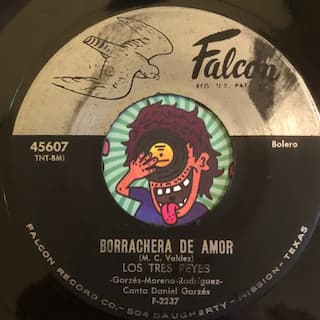 Falcon
REG. U.S. PAT.
45607
TNT-BMI
Bolero
BORRACHERA DE AMOR
(M. C. Valdez)
LOS TRES REYES
-Garzés-Moreno-Rodríguez-
Canta Daniel Garzés
F-2237
FALCON RECORD CO.-504 DAUGHERTY-MISSION, TEXAS